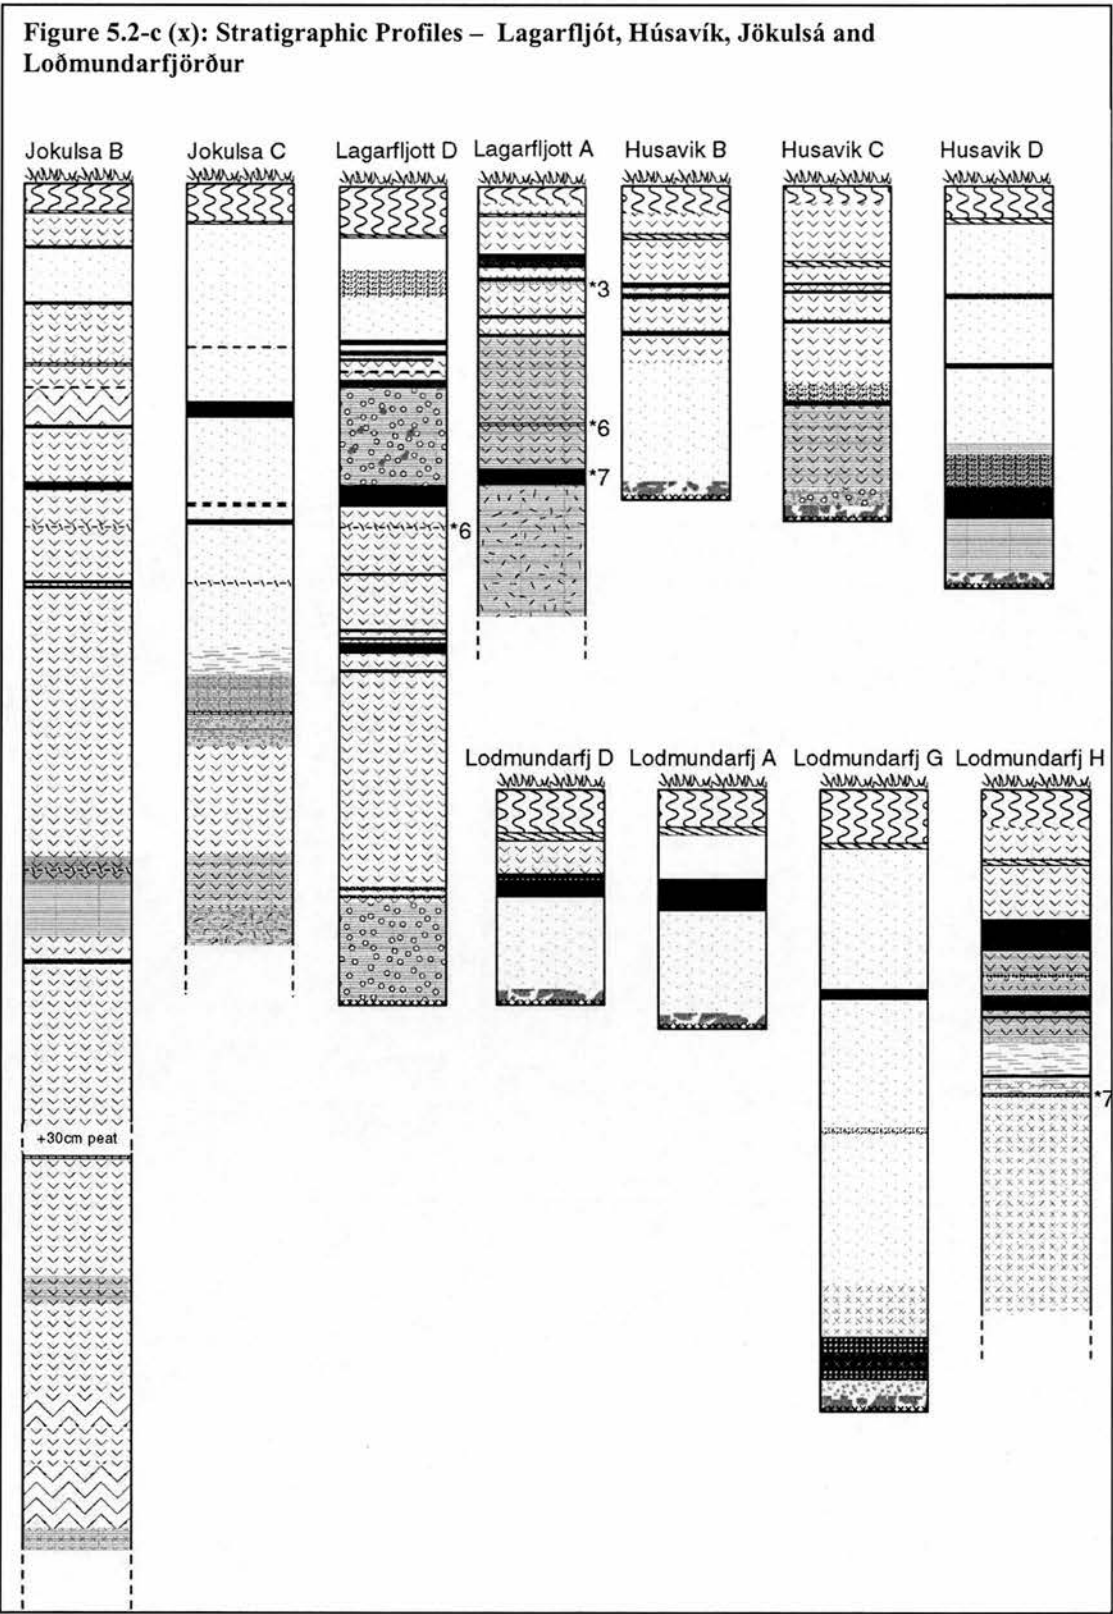 Figure 5.2-c (x): Stratigraphic Profiles – Lagarfljót, Húsavík, Jökulsá and
Loðmundarfjörður
Jokulsa B
Jokulsa C
Lagarfljott D
Lagarfljott A
Husavik B
Husavik C
Husavik D
*3
*6
*7
*6
Lodmundarfj D
Lodmundarfj A
Lodmundarfj G
Lodmundarfj H
*7
+30cm peat